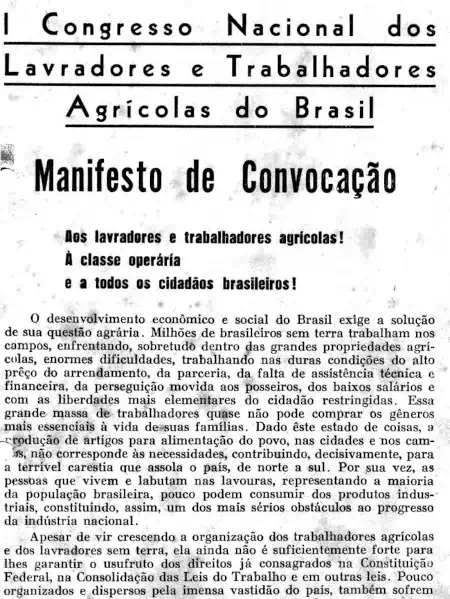 I Congresso Nacional dos
Lavradores e Trabalhadores
Agrícolas do Brasil
Manifesto de Convocação
Aos lavradores e trabalhadores agrícolas!
À classe operária
e a todos os cidadãos brasileiros!
O desenvolvimento econômico e social do Brasil exige a solução
de sua questão agrária. Milhões de brasileiros sem terra trabalham nos
campos, enfrentando, sobretudo dentro das grandes propriedades agrí-
colas, enormes dificuldades, trabalhando nas duras condições do alto
prêço do arrendamento, da parceria, da falta de assistência técnica e
financeira, da perseguição movida aos posseiros, dos baixos salários e
com as liberdades mais elementares do cidadão restringidas. Essa
grande massa de trabalhadores quase não pode comprar os gêneros
mais essenciais à vida de suas famílias. Dado êste estado de coisas, a
produção de artigos para alimentação do povo, nas cidades e nos cam-
não corresponde às necessidades, contribuindo, decisivamente, para
a terrível carestia que assola o país, de norte a sul. Por sua vez, as
pessoas que vivem e labutam nas lavouras, representando a maioria
da população brasileira, pouco podem consumir dos produtos indus-
triais, constituindo, assim, um dos mais sérios obstáculos ao progresso
da indústria nacional.
Apesar de vir crescendo a organização dos trabalhadores agrícolas
e dos lavradores sem terra, ela ainda não é suficientemente forte para
lhes garantir o usufruto dos direitos já consagrados na Constituição
Federal, na Consolidação das Leis do Trabalho e em outras leis. Pouco
organizados e dispersos pela imensa vastidão do país, também sofrem